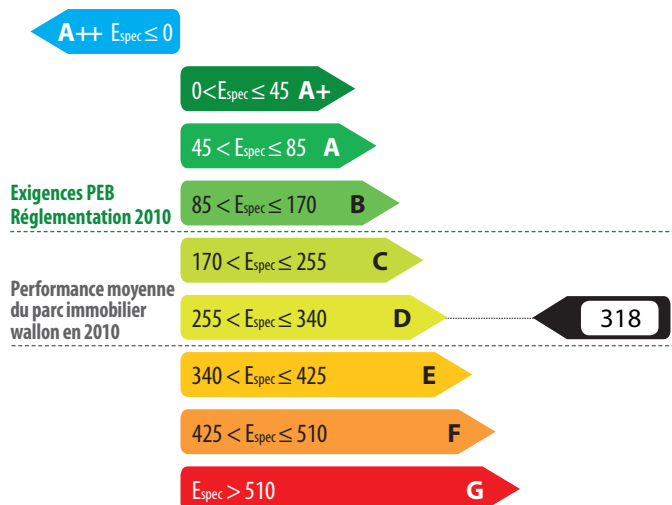 A++ Espec ≤ 0
0<Espec ≤ 45 A+
45 < Espec ≤ 85 A
Exigences PEB
Réglementation 2010
85 < Espec ≤ 170 B
170 < Espec ≤ 255 C
Performance moyenne
du parc immobilier
wallon en 2010
255 < Espec ≤ 340 D
318
340 < Espec ≤ 425 E
425 < Espec ≤ 510 F
Espec > 510 G